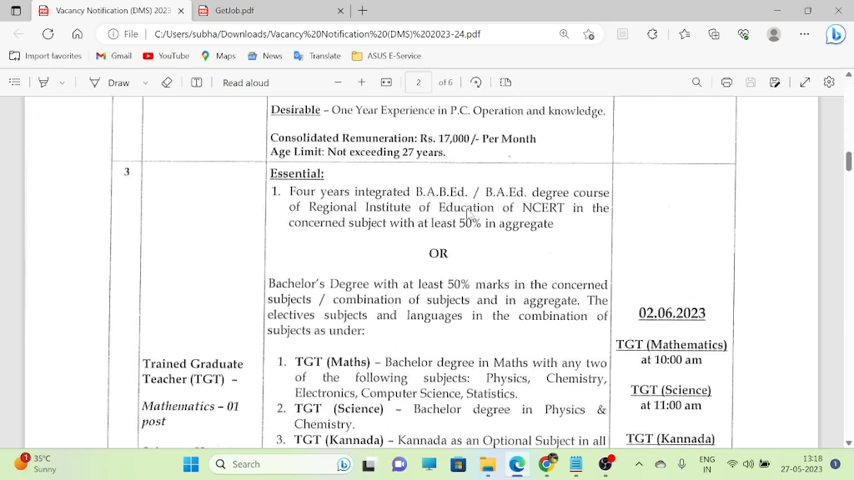 Vacancy Notification (DMS) 2023
GetJob.pdf
File
C:/Users/subha/Downloads/Vacancy%20Notification%20(DMS)%202023-24.pdf
Import favorites
Gmail
YouTube
Maps
News
Translate
ASUS E-Service
Draw
Read aloud
2
of 6
Desirable – One Year Experience in P.C. Operation and knowledge.
Consolidated Remuneration: Rs. 17,000/- Per Month
Age Limit: Not exceeding 27 years.
3
Essential:
1. Four years integrated B.A.B.Ed. / B.A.Ed. degree course
of Regional Institute of Education of NCERT in the
concerned subject with at least 50% in aggregate
OR
Bachelor's Degree with at least 50% marks in the concerned
subjects / combination of subjects and in aggregate. The
electives subjects and languages in the combination of
subjects as under:
1. TGT (Maths) – Bachelor degree in Maths with any two
of the following subjects: Physics, Chemistry,
Electronics, Computer Science, Statistics.
2. TGT (Science) – Bachelor degree in Physics &
Chemistry.
3. TGT (Kannada) – Kannada as an Optional Subject in all
Trained Graduate
Teacher (TGT) –
Mathematics – 01
post
02.06.2023
TGT (Mathematics)
at 10:00 am
TGT (Science)
at 11:00 am
TGT (Kannada)
35°C
Sunny
Search
ENG
IN
13:18
27-05-2023